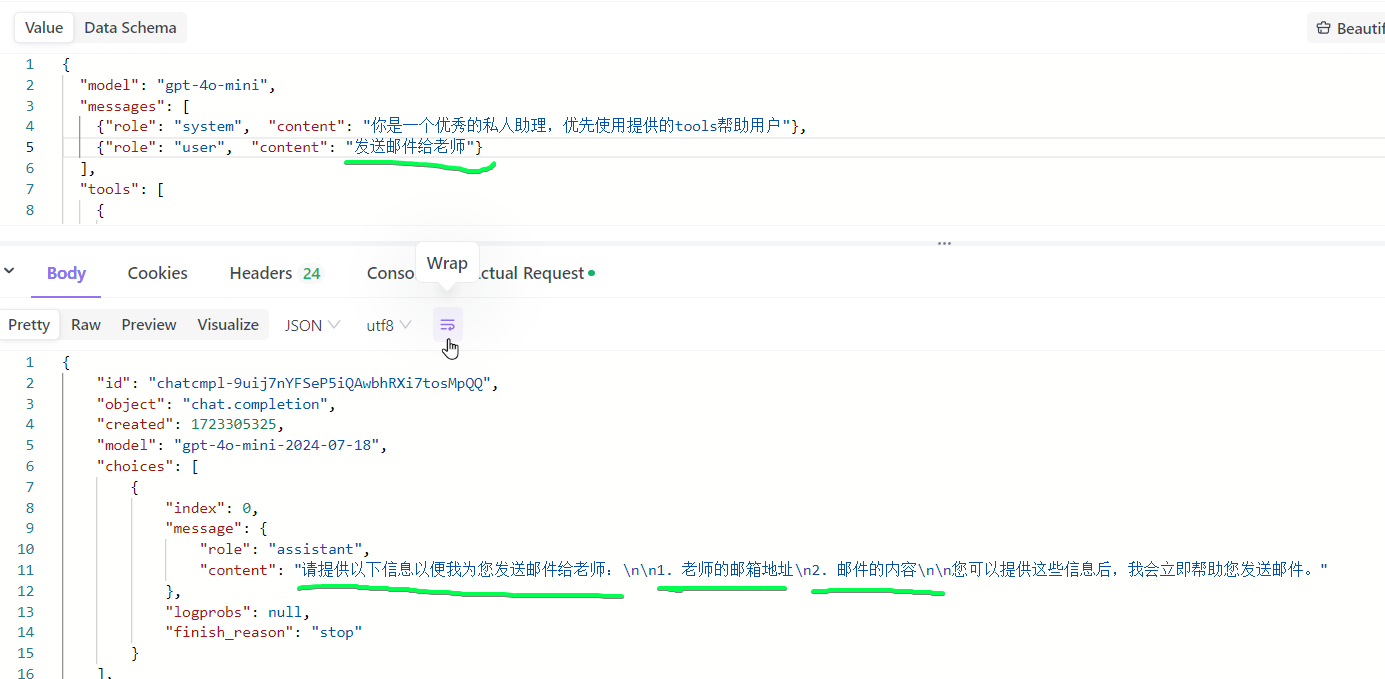 Value Data Schema Beautif
1 {
2 "model": "gpt-4o-mini",
3 "messages": [
4 {"role": "system", "content": "你是一个优秀的私人助理，优先使用提供的tools帮助用户"},
5 {"role": "user", "content": "发送邮件给老师"}
6 ],
7 "tools": [
8 {
Wrap
Body Cookies Headers 24 Conso ctual Request
Pretty Raw Preview Visualize JSON utf8
1 {
2 "id": "chatcmpl-9uij7nYFSeP5iQAwbhRXi7tosMpQQ",
3 "object": "chat.completion",
4 "created": 1723305325,
5 "model": "gpt-4o-mini-2024-07-18",
6 "choices": [
7 {
8 "index": 0,
9 "message": {
10 "role": "assistant",
11 "content": "请提供以下信息以便我为您发送邮件给老师：\n\n1. 老师的邮箱地址\n2. 邮件的内容\n\n您可以提供这些信息后，我会立即帮助您发送邮件。"
12 },
13 "logprobs": null,
14 "finish_reason": "stop"
15 }
16 ],